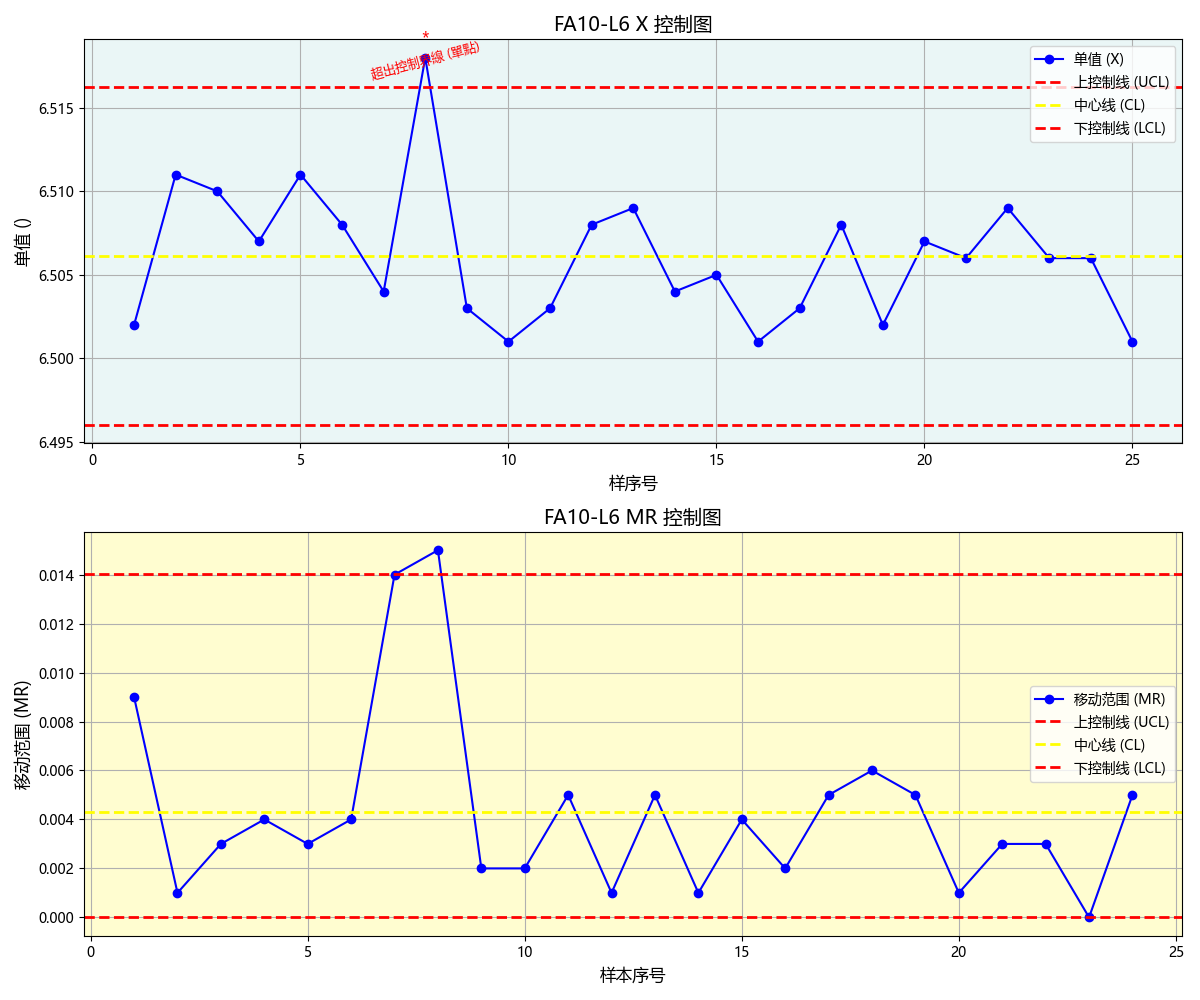 FA10-L6 X 控制图
*
超出控制界線 (單點)
单值 (X)
上控制线 (UCL)
中心线 (CL)
下控制线 (LCL)
单值 ()
6.515
6.510
6.505
6.500
6.495
0 5 10 15 20 25
样序号
FA10-L6 MR 控制图
移动范围 (MR)
上控制线 (UCL)
中心线 (CL)
下控制线 (LCL)
移动范围 (MR)
0.014
0.012
0.010
0.008
0.006
0.004
0.002
0.000
0 5 10 15 20 25
样本序号